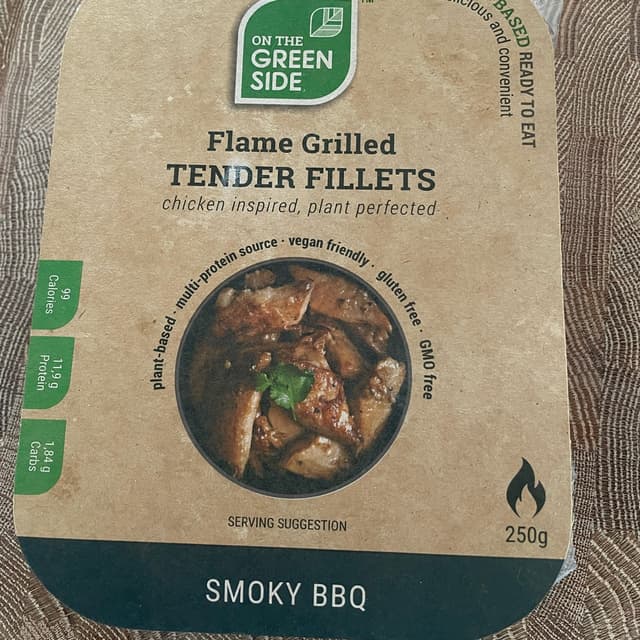 ON THE
GREEN
SIDE
TM
BASED READY TO EAT
delicious and convenient
Flame Grilled
TENDER FILLETS
chicken inspired, plant perfected
plant-based · multi-protein source · vegan friendly · gluten free · GMO free
99
Calories
11,9 g
Protein
1,84 g
Carbs
SERVING SUGGESTION
250g
SMOKY BBQ